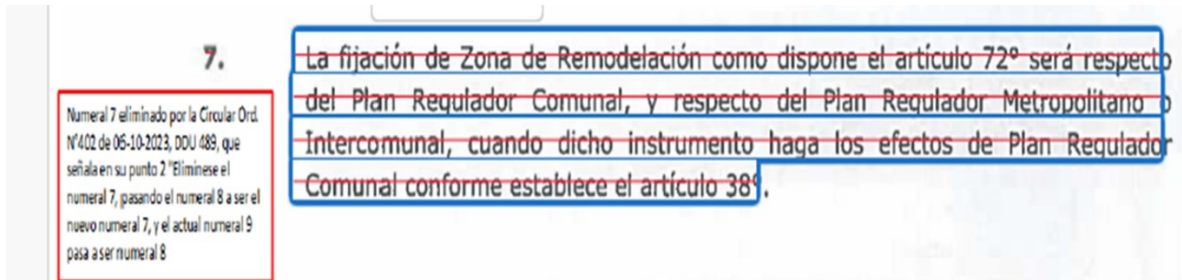 7.
La fijación de Zona de Remodelación como dispone el artículo 72º será respecto
del Plan Regulador Comunal, y respecto del Plan Regulador Metropolitano o
Intercomunal, cuando dicho instrumento haga los efectos de Plan Regulador
Comunal conforme establece el artículo 38º.
Numeral 7 eliminado por la Circular Ord.
N°402 de 06-10-2023, DDU 489, que
señala en su punto 2 "Eliminese el
numeral 7, pasando el numeral 8 a ser el
nuevo numeral 7, y el actual numeral 9
pasa a ser numeral 8